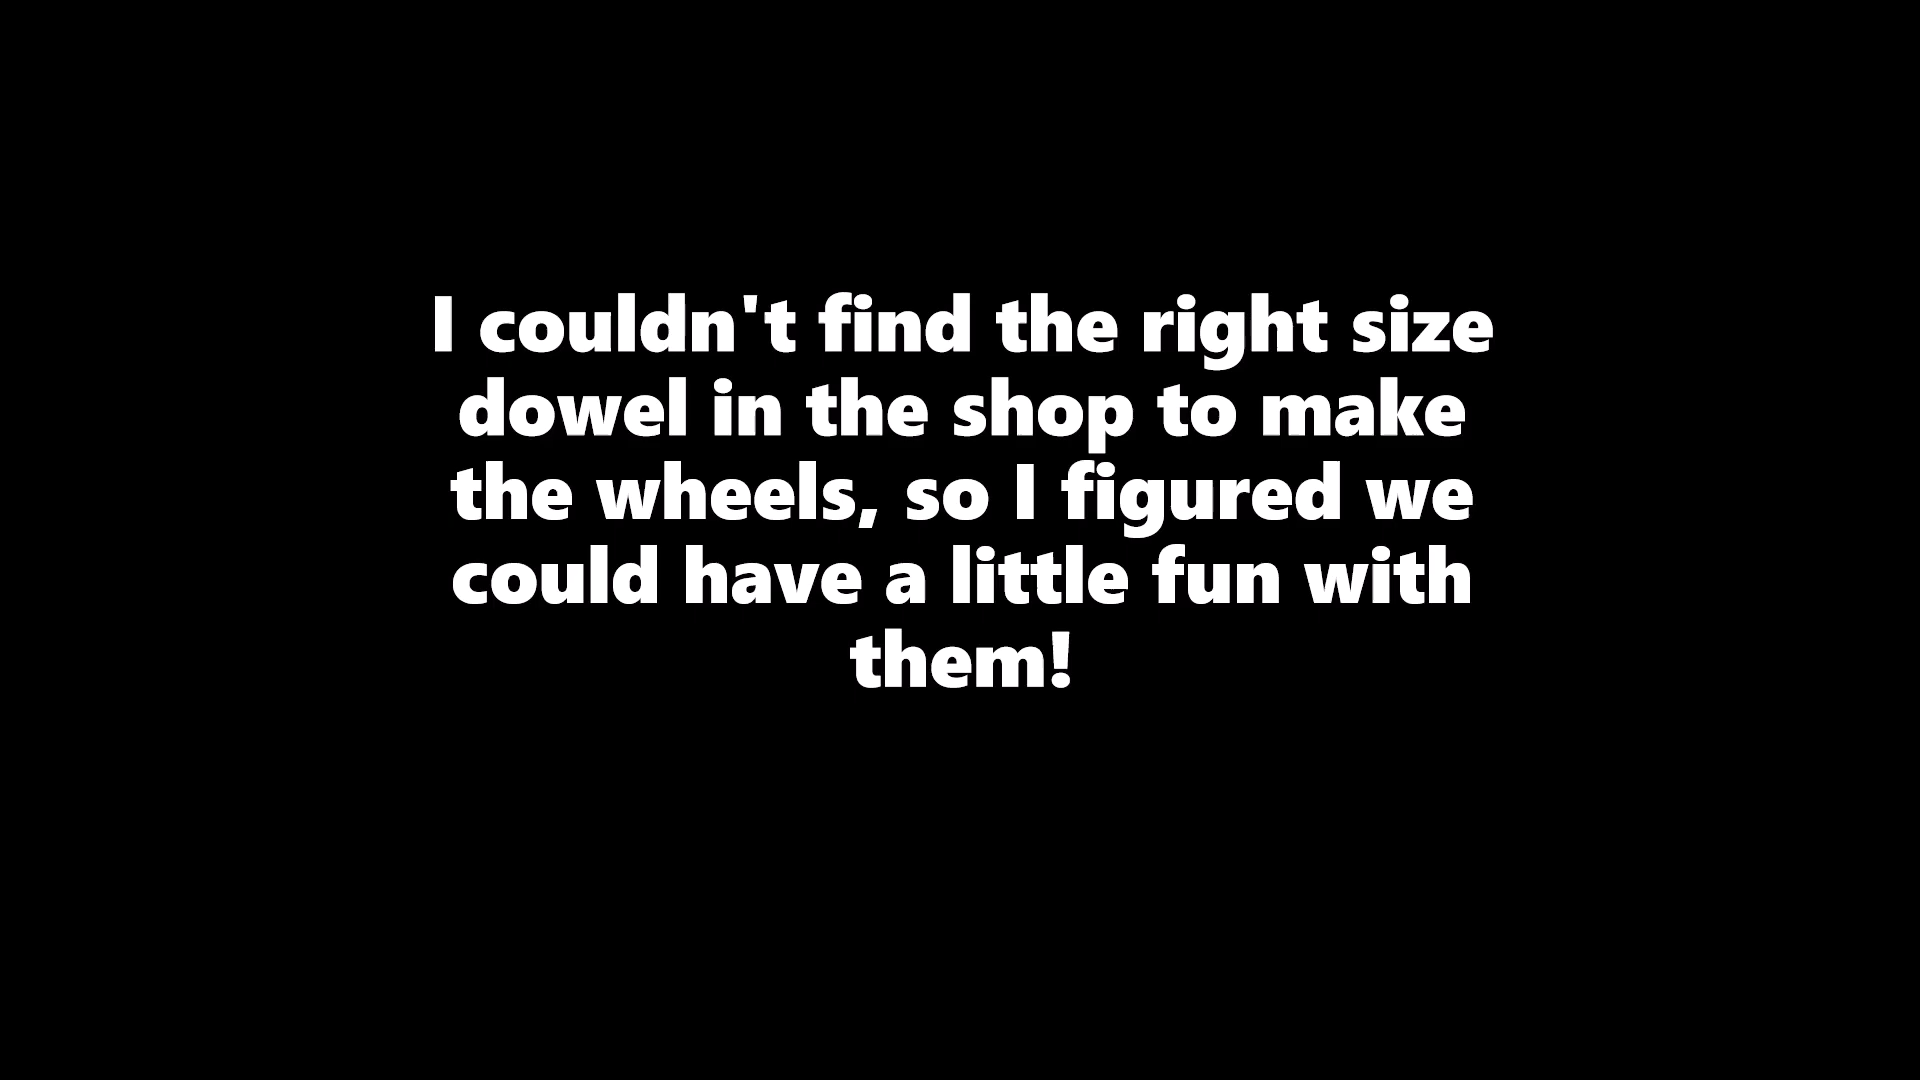 I couldn't find the right size
dowel in the shop to make
the wheels, so I figured we
could have a little fun with
them!